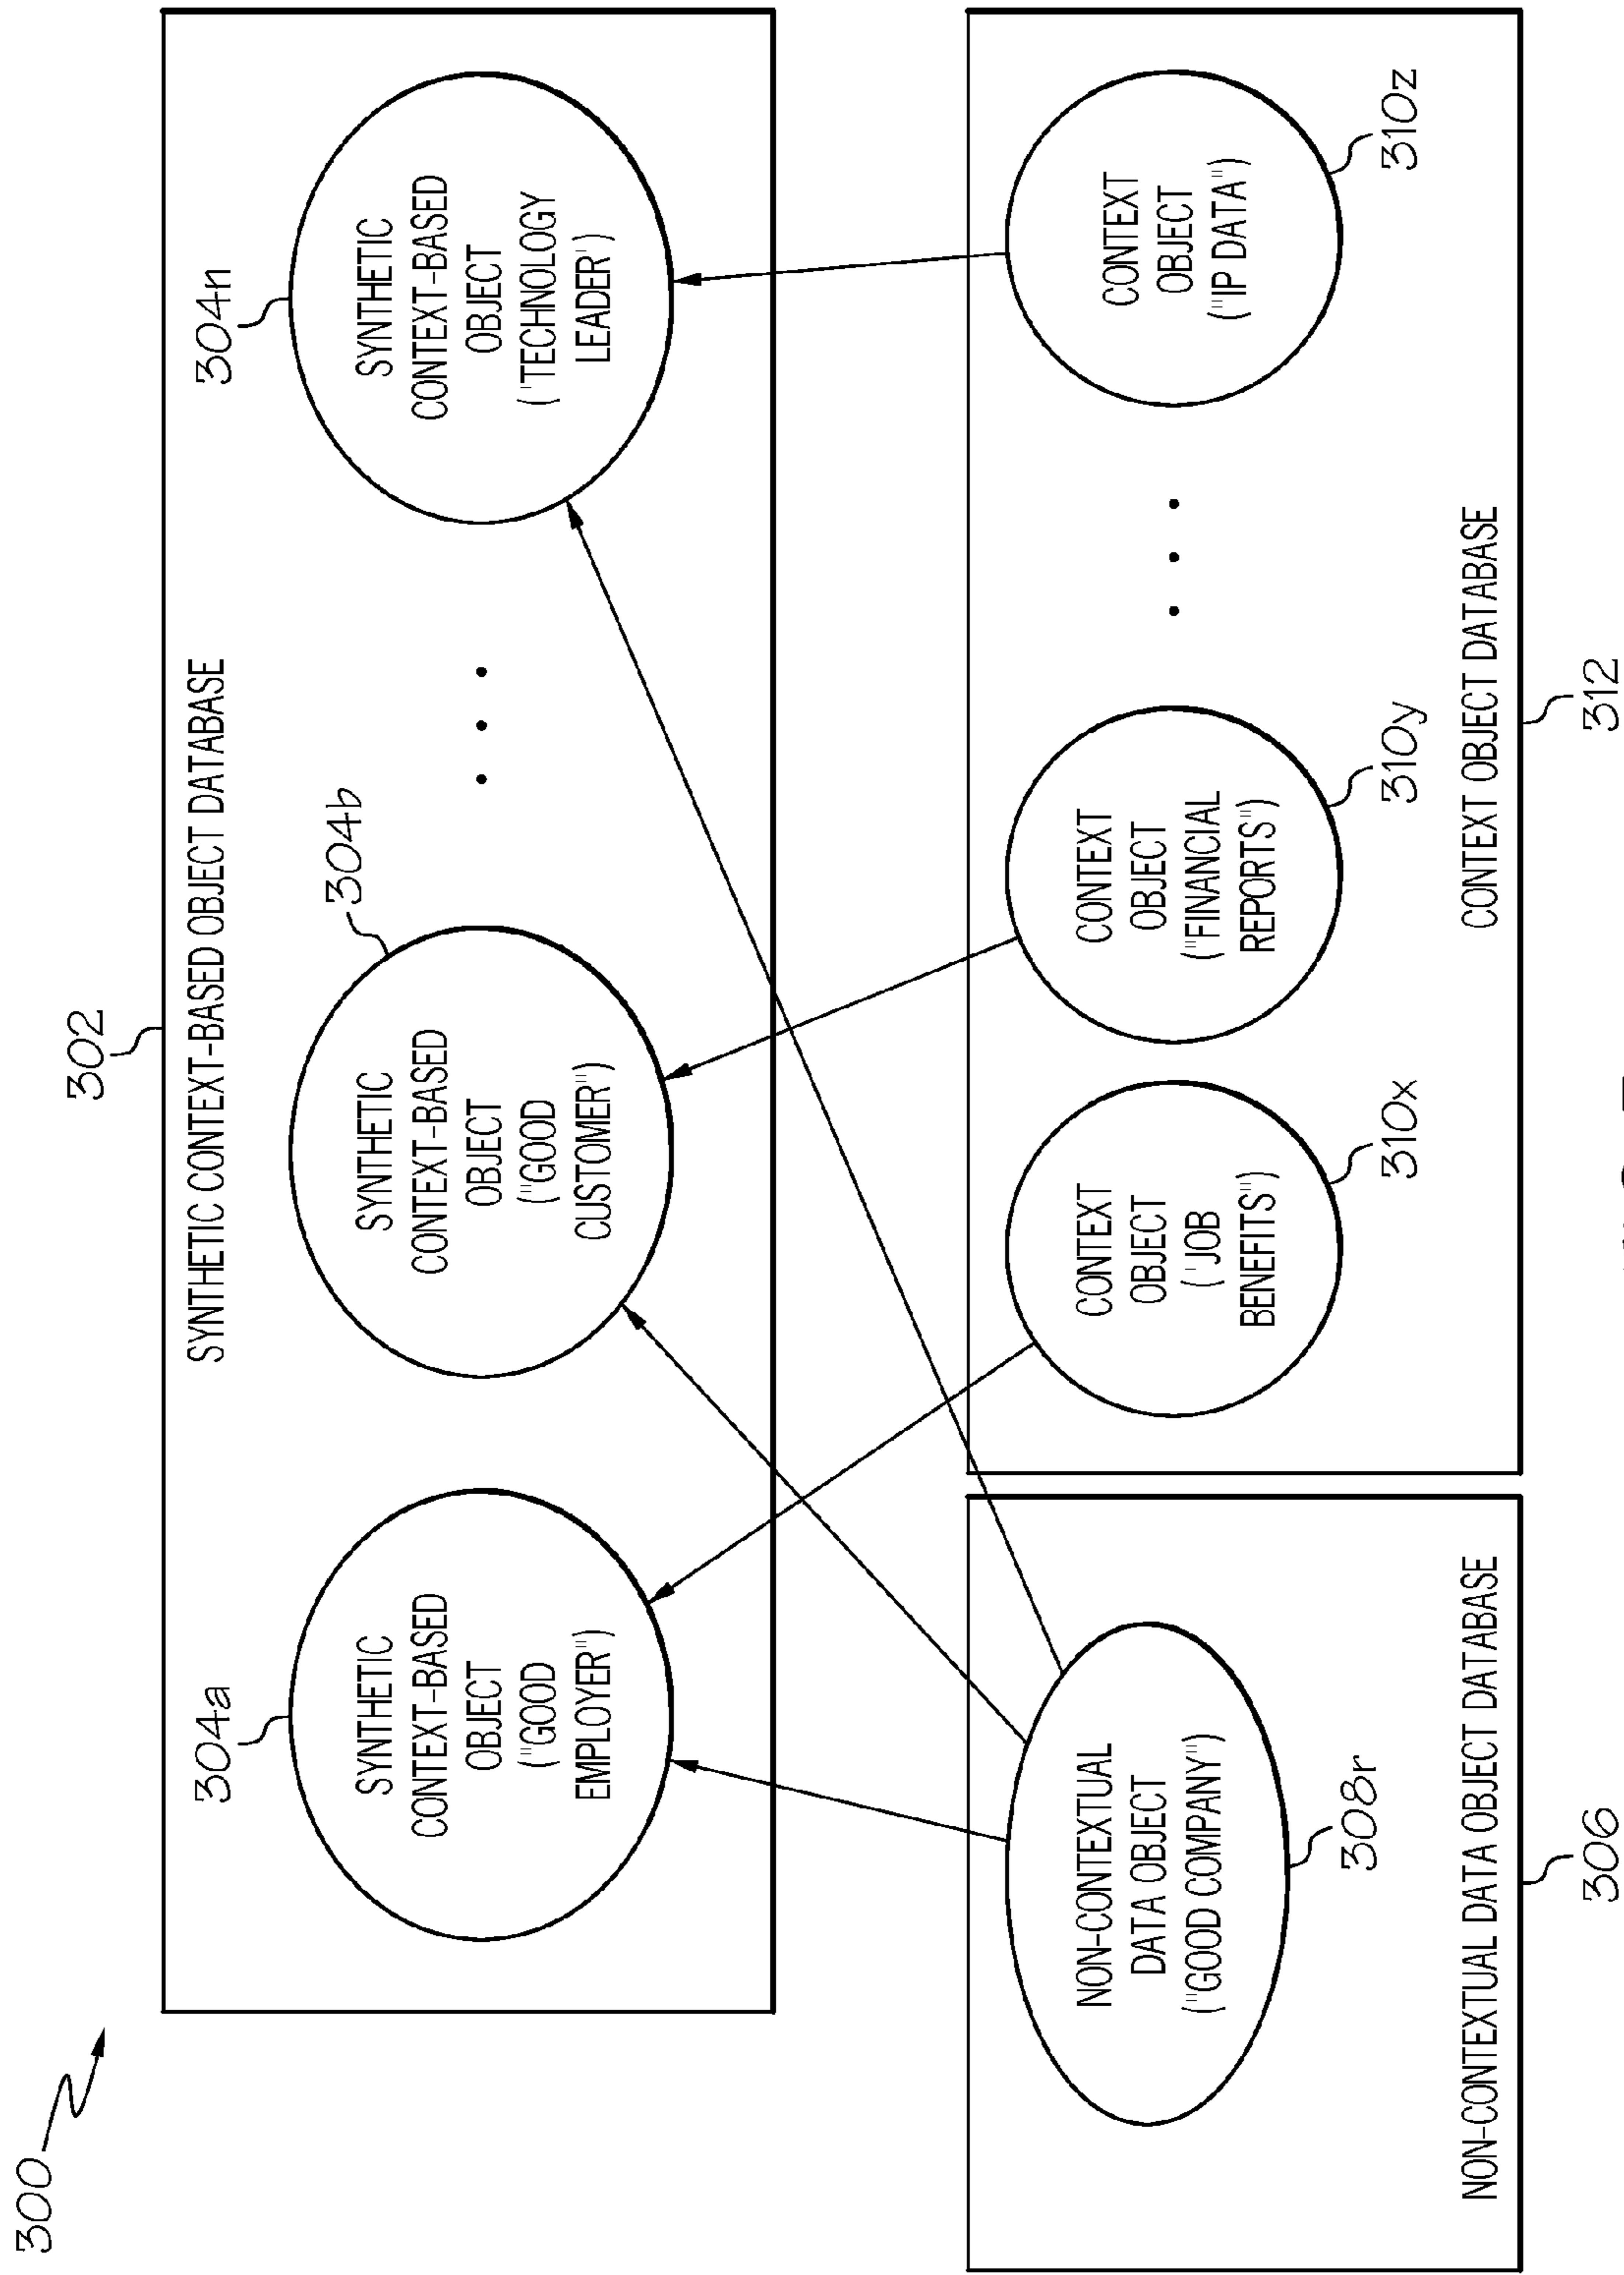 300
302
SYNTHETIC CONTEXT-BASED OBJECT DATABASE
304a
SYNTHETIC
CONTEXT-BASED
OBJECT
("GOOD
EMPLOYER")
304b
SYNTHETIC
CONTEXT-BASED
OBJECT
("GOOD
CUSTOMER")
304n
SYNTHETIC
CONTEXT-BASED
OBJECT
('TECHNOLOGY
LEADER')
NON-CONTEXTUAL
DATA OBJECT
("GOOD COMPANY")
308r
NON-CONTEXTUAL DATA OBJECT DATABASE
306
CONTEXT
OBJECT
('JOB
BENEFITS")
310x
CONTEXT
OBJECT
("FINANCIAL
REPORTS")
310y
CONTEXT
OBJECT
("IP DATA")
310z
CONTEXT OBJECT DATABASE
312